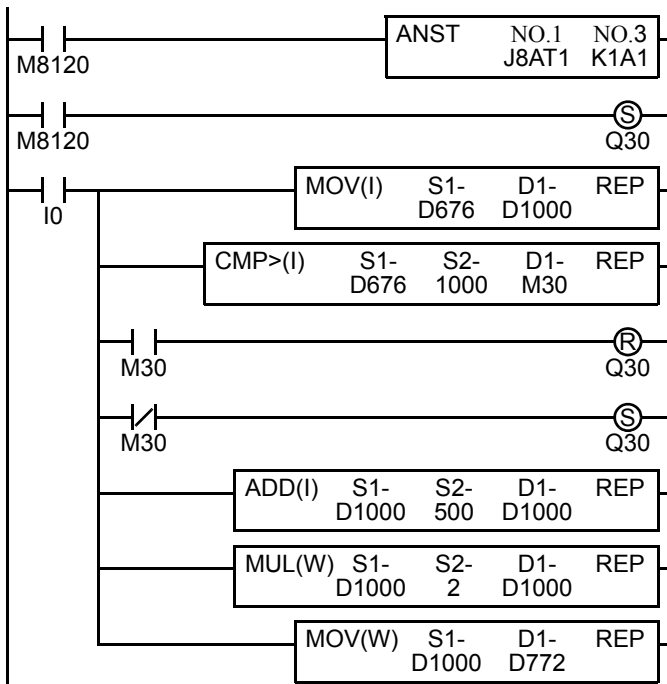 ANST NO.1 NO.3
J8AT1 K1A1
M8120
S
M8120 Q30
MOV(I) S1- D1- REP
I0 D676 D1000
CMP>(I) S1- S2- D1- REP
D676 1000 M30
R
M30 Q30
S
M30 Q30
ADD(I) S1- S2- D1- REP
D1000 500 D1000
MUL(W) S1- S2- D1- REP
D1000 2 D1000
MOV(W) S1- D1- REP
D1000 D772